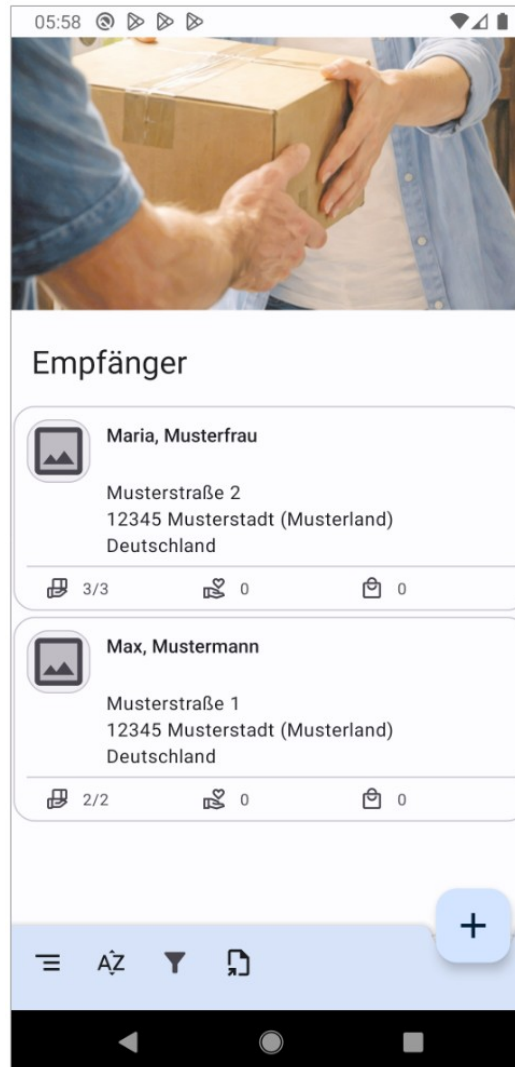 05:58
Empfänger
Maria, Musterfrau
Musterstraße 2
12345 Musterstadt (Musterland)
Deutschland
3/3 0 0
Max, Mustermann
Musterstraße 1
12345 Musterstadt (Musterland)
Deutschland
2/2 0 0
AZ